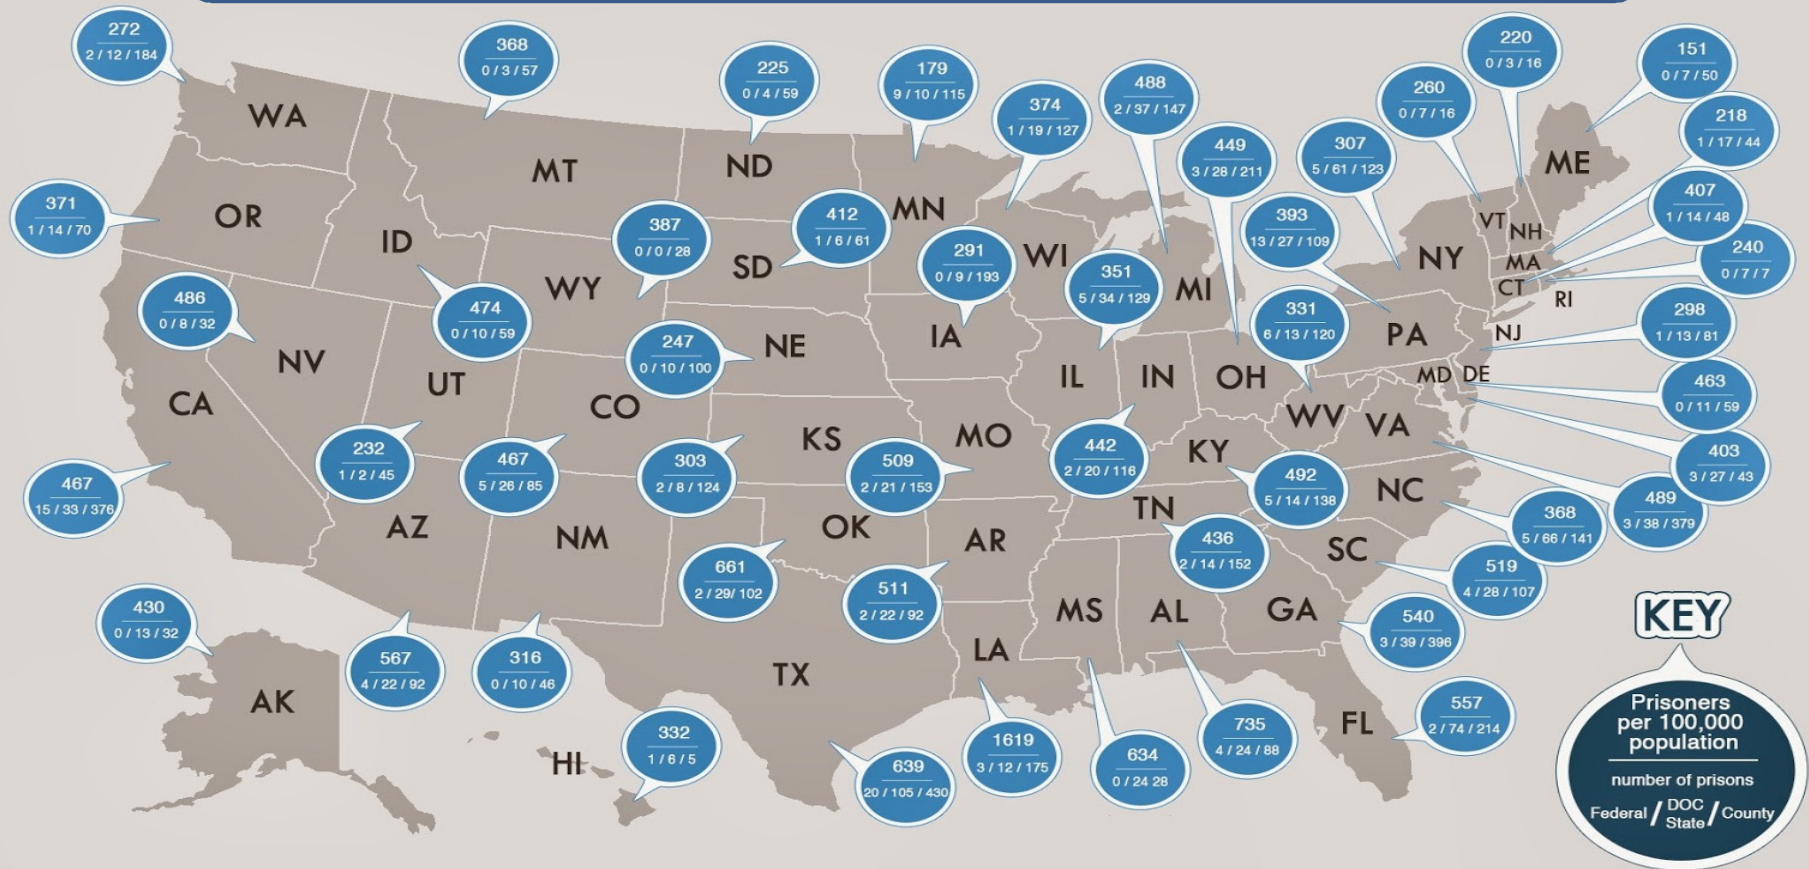 272
2 / 12 / 184
368
0 / 3 / 57
225
0 / 4 / 59
179
9 / 10 / 115
374
1 / 19 / 127
488
2 / 37 / 147
449
3 / 28 / 211
307
5 / 61 / 123
260
0 / 7 / 16
220
0 / 3 / 16
151
0 / 7 / 50
218
1 / 17 / 44
407
1 / 14 / 48
240
0 / 7 / 7
298
1 / 13 / 81
463
0 / 11 / 59
403
3 / 27 / 43
489
3 / 38 / 379
368
5 / 66 / 141
519
4 / 28 / 107
540
3 / 39 / 396
557
2 / 74 / 214
735
4 / 24 / 88
634
0 / 24 28
1619
3 / 12 / 175
639
20 / 105 / 430
332
1 / 6 / 5
316
0 / 10 / 46
567
4 / 22 / 92
430
0 / 13 / 32
467
15 / 33 / 376
371
1 / 14 / 70
486
0 / 8 / 32
474
0 / 10 / 59
387
0 / 0 / 28
412
1 / 6 / 61
291
0 / 9 / 193
351
5 / 34 / 129
393
13 / 27 / 109
331
6 / 13 / 120
247
0 / 10 / 100
232
1 / 2 / 45
467
5 / 26 / 85
303
2 / 8 / 124
509
2 / 21 / 153
442
2 / 20 / 116
492
5 / 14 / 138
436
2 / 14 / 152
661
2 / 29/ 102
511
2 / 22 / 92
WA
OR
ID
MT
ND
MN
SD
WY
WI
MI
NY
VT
NH
ME
MA
CT
RI
NJ
PA
MD
DE
NV
CA
UT
CO
NE
IA
IL
IN
OH
WV
VA
KS
MO
KY
NC
TN
SC
AZ
NM
OK
AR
MS
AL
GA
LA
TX
FL
AK
HI
KEY
Prisoners
per 100,000
population
number of prisons
Federal / DOC State / County